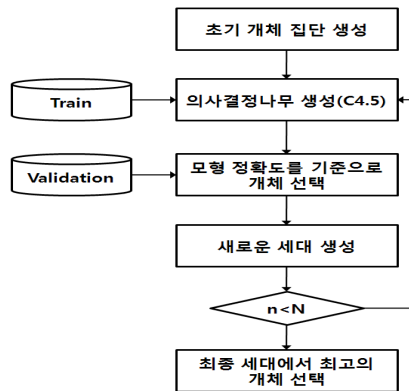 초기 개체 집단 생성
Train
의사결정나무 생성(C4.5)
Validation
모형 정확도를 기준으로
개체 선택
새로운 세대 생성
n<N
최종 세대에서 최고의
개체 선택